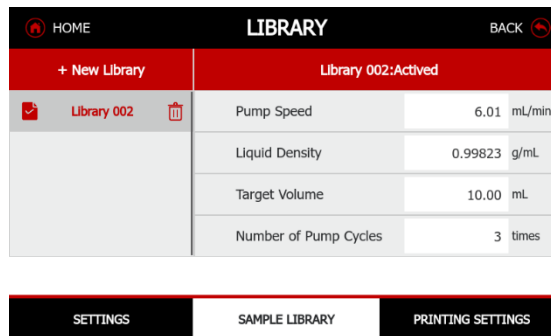 HOME LIBRARY BACK
+ New Library Library 002:Actived
Library 002
Pump Speed 6.01 mL/min
Liquid Density 0.99823 g/mL
Target Volume 10.00 mL
Number of Pump Cycles 3 times
SETTINGS SAMPLE LIBRARY PRINTING SETTINGS